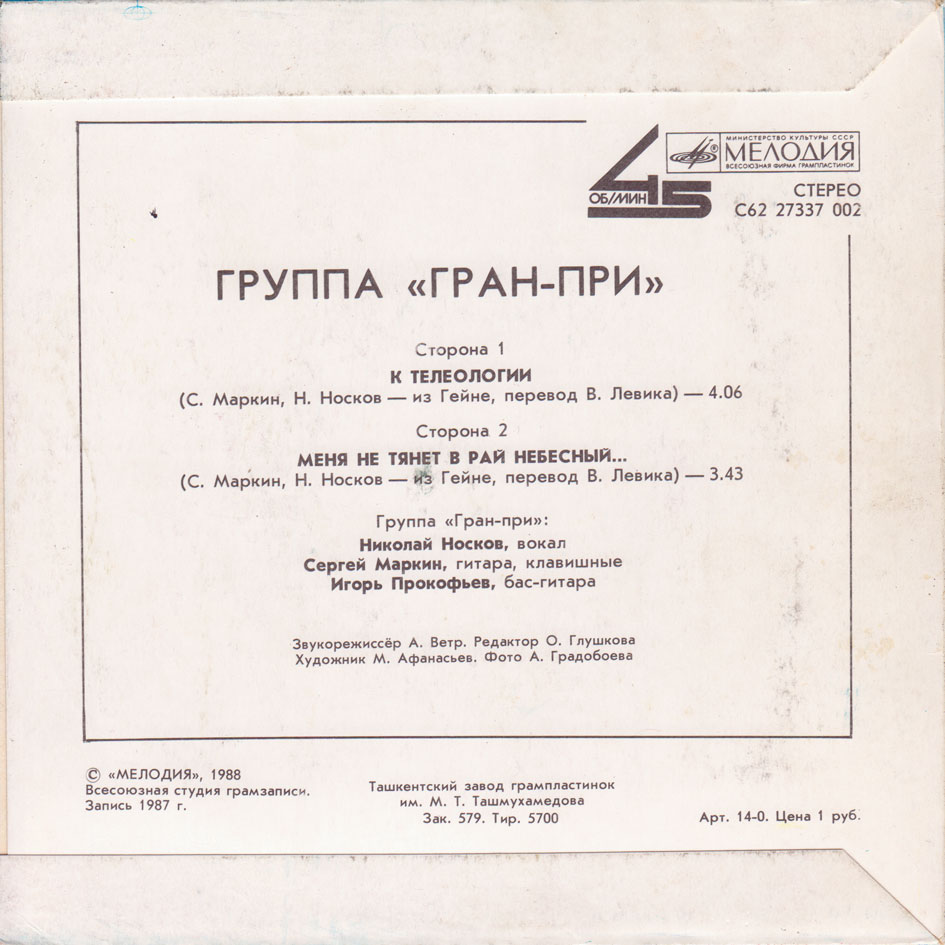 МИНИСТЕРСТВО КУЛЬТУРЫ СССР
МЕЛОДИЯ
ВСЕСОЮЗНАЯ ФИРМА ГРАМПЛАСТИНОК
45
ОБ/МИН
СТЕРЕО
С62 27337 002
ГРУППА «ГРАН-ПРИ»
Сторона 1
К ТЕЛЕОЛОГИИ
(С. Маркин, Н. Носков — из Гейне, перевод В. Левика) — 4.06
Сторона 2
МЕНЯ НЕ ТЯНЕТ В РАЙ НЕБЕСНЫЙ...
(С. Маркин, Н. Носков — из Гейне, перевод В. Левика) — 3.43
Группа «Гран-при»:
Николай Носков, вокал
Сергей Маркин, гитара, клавишные
Игорь Прокофьев, бас-гитара
Звукорежиссёр А. Ветр. Редактор О. Глушкова
Художник М. Афанасьев. Фото А. Градобоева
© «МЕЛОДИЯ», 1988
Всесоюзная студия грамзаписи.
Запись 1987 г.
Ташкентский завод грампластинок
им. М. Т. Ташмухамедова
Зак. 579. Тир. 5700
Арт. 14-0. Цена 1 руб.